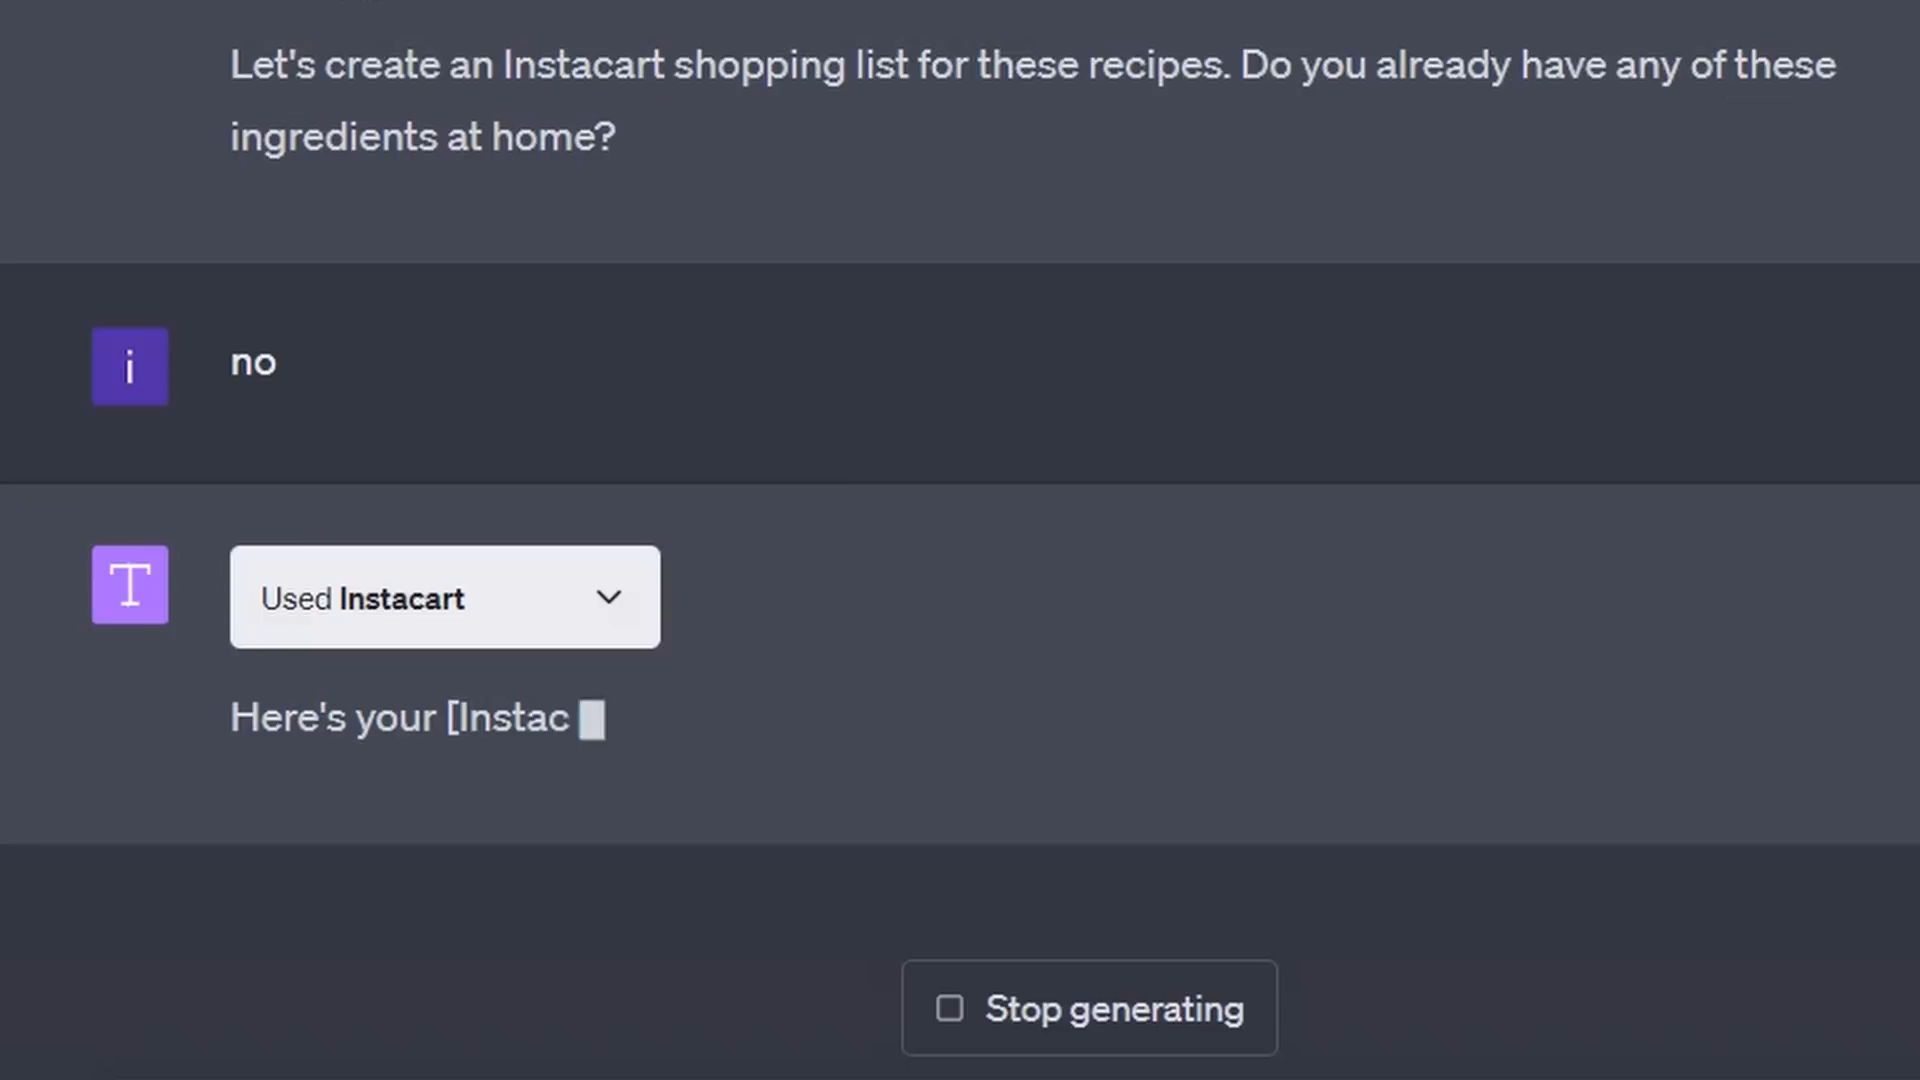 Let's create an Instacart shopping list for these recipes. Do you already have any of these
ingredients at home?
i
no
T
Used Instacart
Here's your [Instac
Stop generating